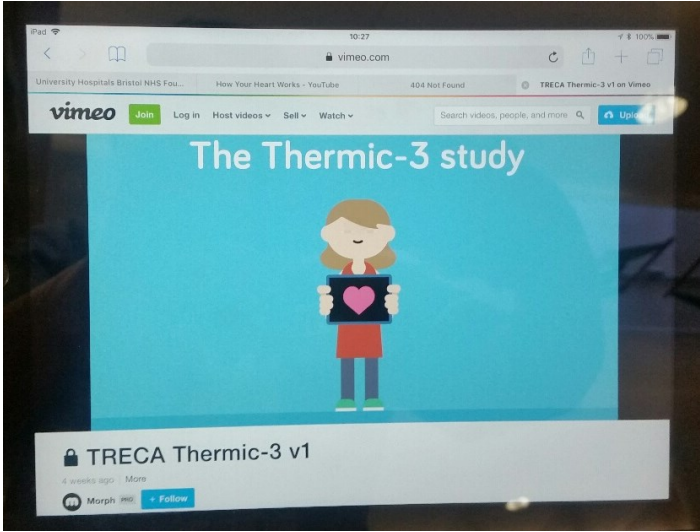 iPad
10:27
100%
vimeo.com
University Hospitals Bristol NHS Fou...
How Your Heart Works - YouTube
404 Not Found
TRECA Thermic-3 v1 on Vimeo
vimeo Join Log in Host videos Sell Watch
Search videos, people, and more
The Thermic-3 study
TRECA Thermic-3 v1
4 weeks ago More
Morph PRO + Follow